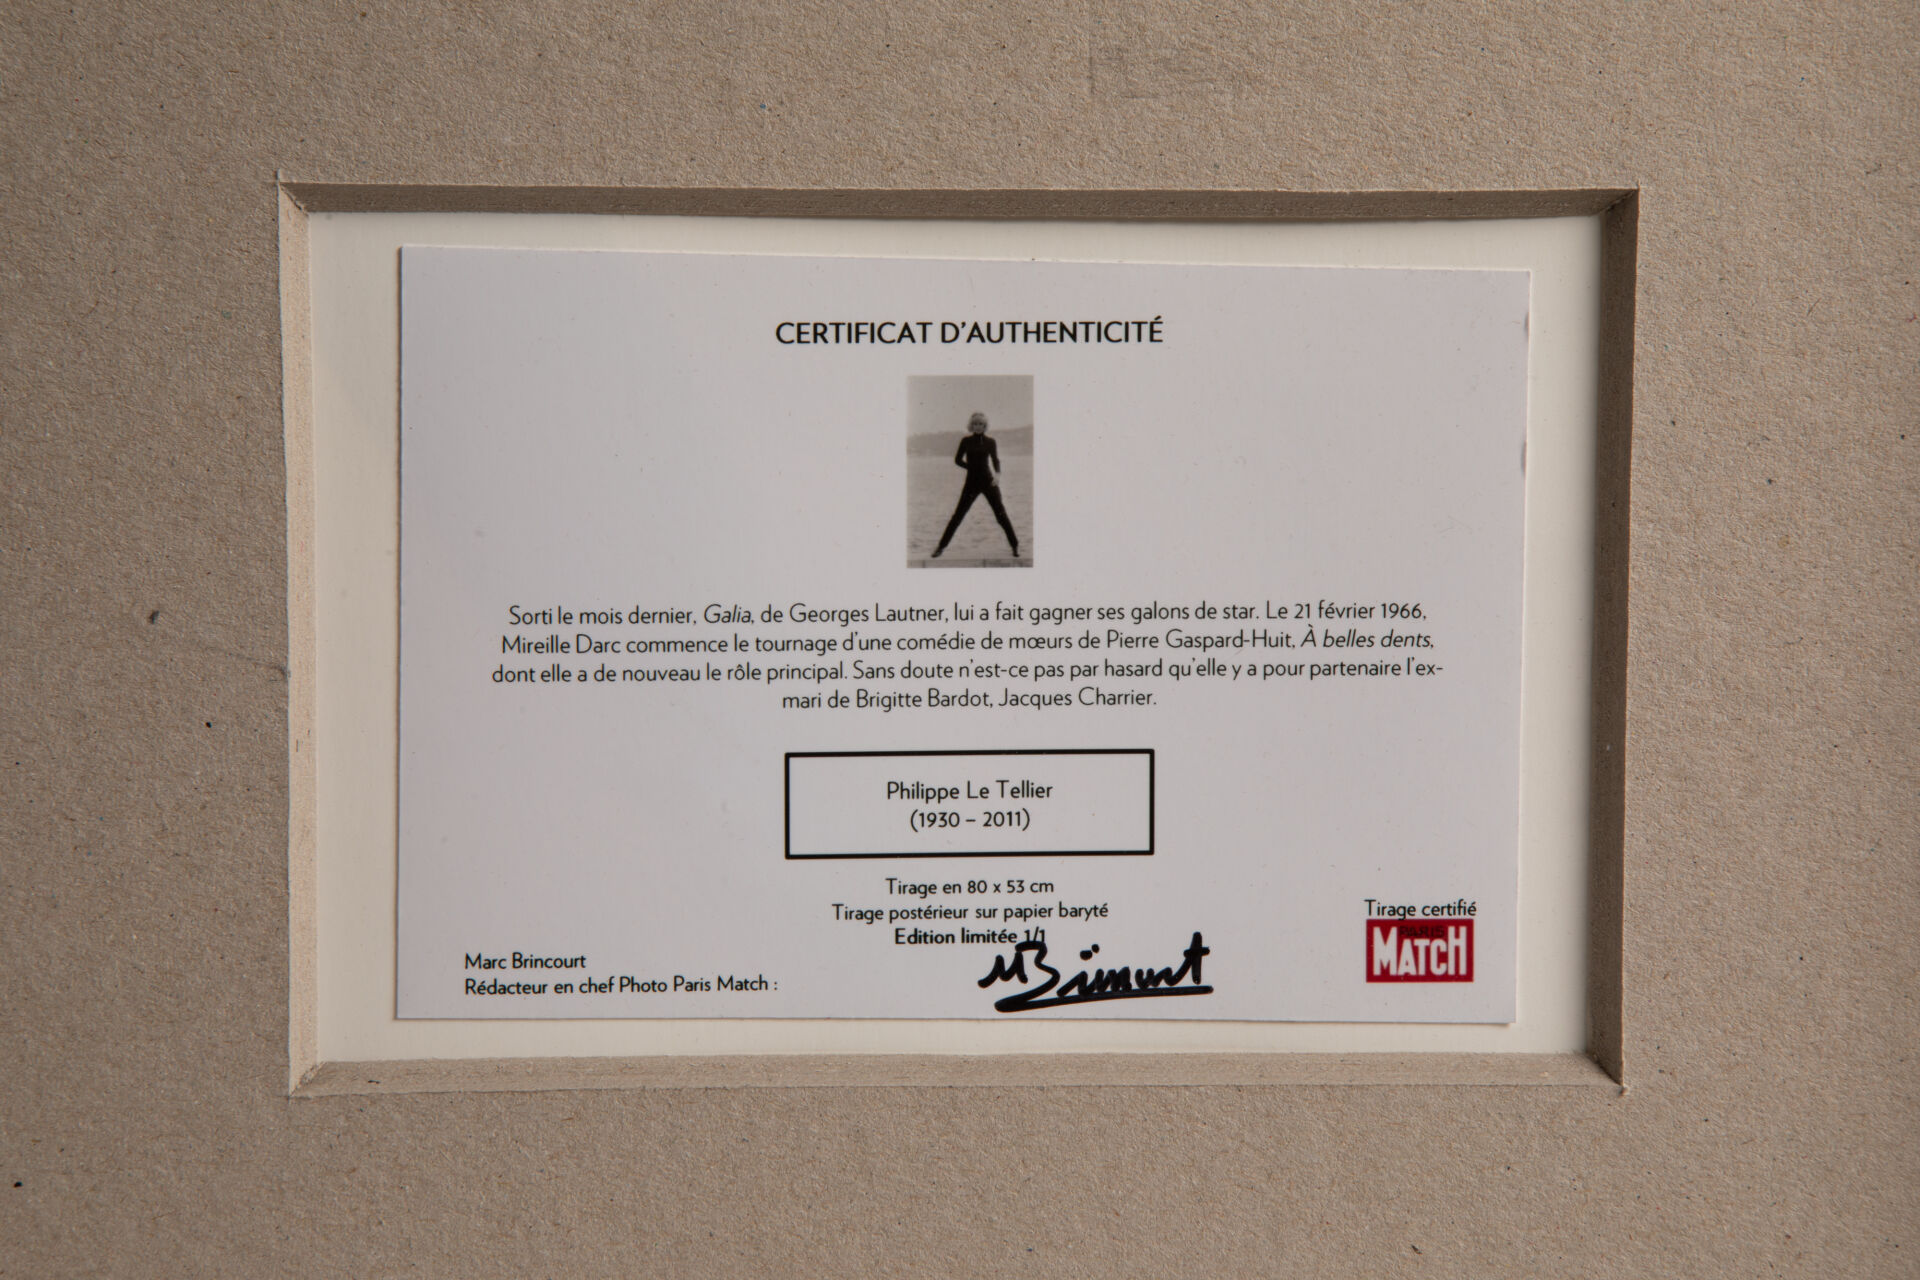 CERTIFICAT D'AUTHENTICITÉ
Sorti le mois dernier, Galia, de Georges Lautner, lui a fait gagner ses galons de star. Le 21 février 1966,
Mireille Darc commence le tournage d'une comédie de mœurs de Pierre Gaspard-Huit, À belles dents,
dont elle a de nouveau le rôle principal. Sans doute n'est-ce pas par hasard qu'elle y a pour partenaire l'ex-
mari de Brigitte Bardot, Jacques Charrier.
Philippe Le Tellier
(1930 – 2011)
Tirage en 80 x 53 cm
Tirage postérieur sur papier baryté
Edition limitée 1/1
Marc Brincourt
Rédacteur en chef Photo Paris Match :
MBrincourt
Tirage certifié
PARIS
MATCH